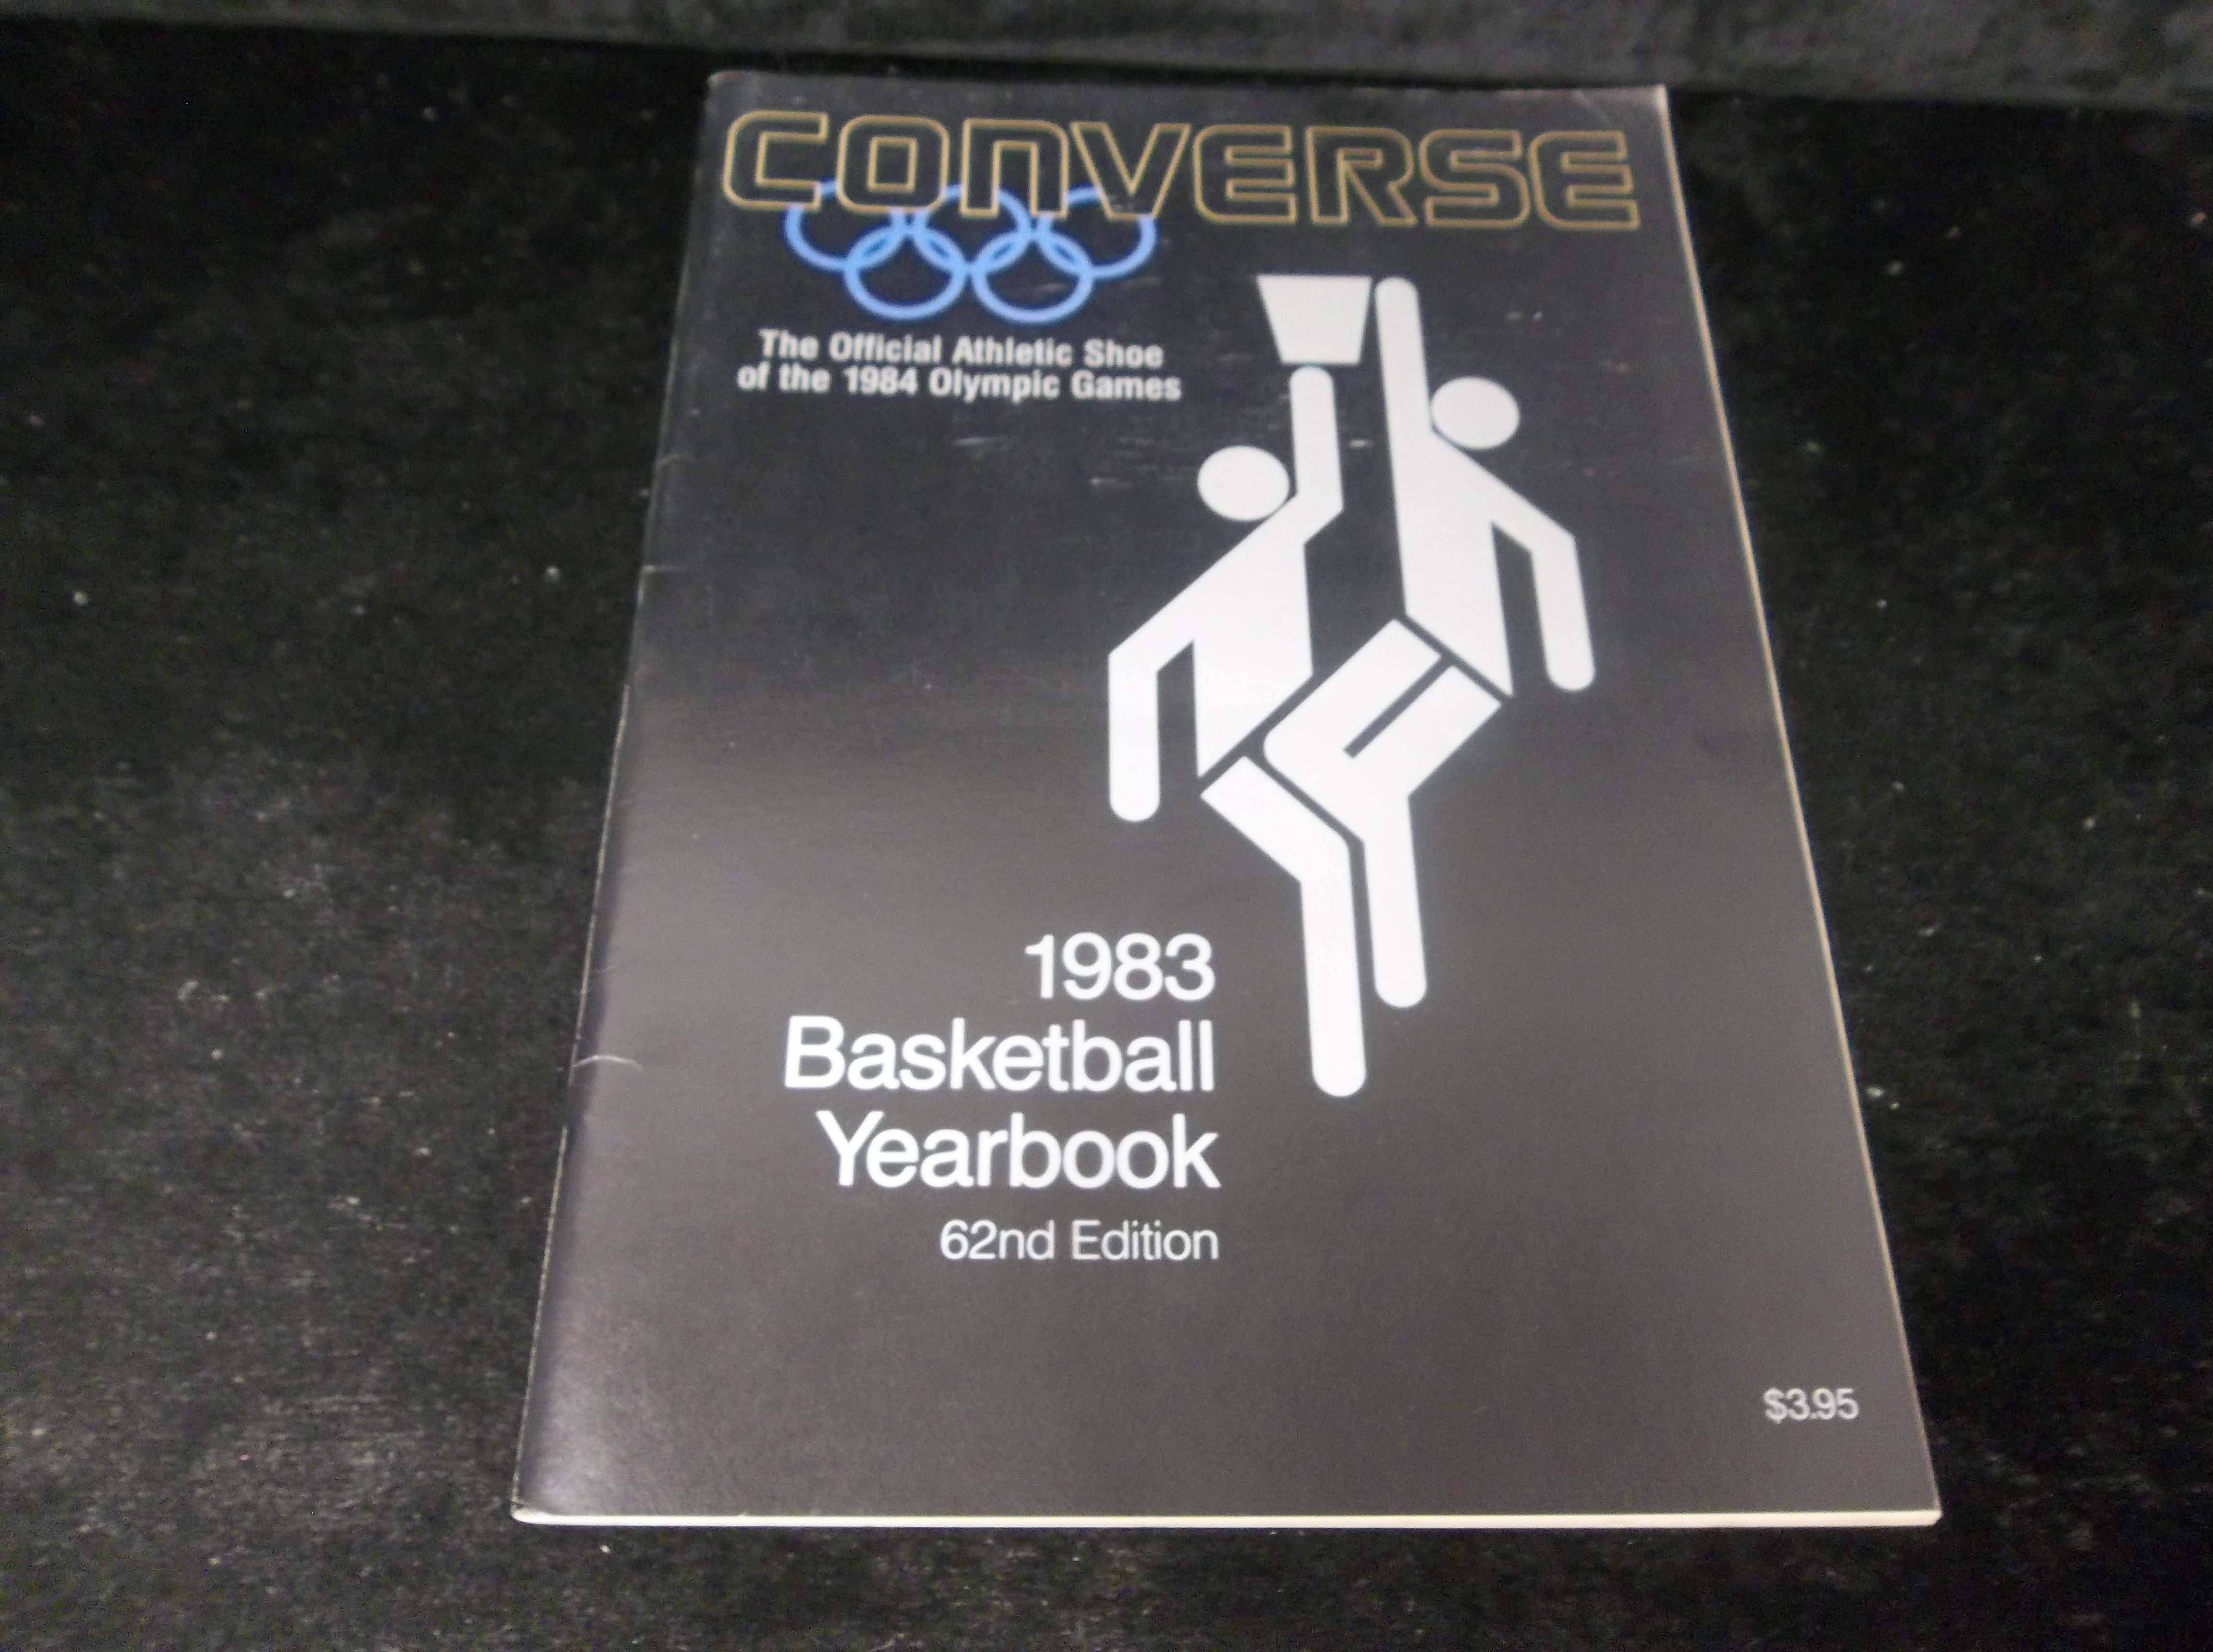 CONVERSE
The Official Athletic Shoe
of the 1984 Olympic Games
1983
Basketball
Yearbook
62nd Edition
$3.95